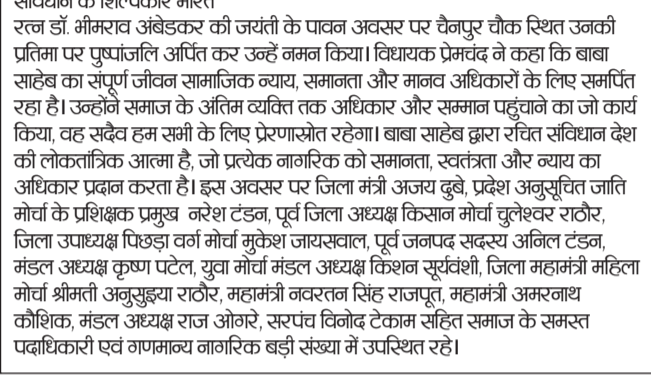 संविधान के शिल्पकार भारत
रत्न डॉ. भीमराव अंबेडकर की जयंती के पावन अवसर पर चैनपुर चौक स्थित उनकी
प्रतिमा पर पुष्पांजलि अर्पित कर उन्हें नमन किया। विधायक प्रेमचंद ने कहा कि बाबा
साहेब का संपूर्ण जीवन सामाजिक न्याय, समानता और मानव अधिकारों के लिए समर्पित
रहा है। उन्होंने समाज के अंतिम व्यक्ति तक अधिकार और सम्मान पहुंचाने का जो कार्य
किया, वह सदैव हम सभी के लिए प्रेरणास्रोत रहेगा। बाबा साहेब द्वारा रचित संविधान देश
की लोकतांत्रिक आत्मा है, जो प्रत्येक नागरिक को समानता, स्वतंत्रता और न्याय का
अधिकार प्रदान करता है। इस अवसर पर जिला मंत्री अजय दुबे, प्रदेश अनुसूचित जाति
मोर्चा के प्रशिक्षक प्रमुख नरेश टंडन, पूर्व जिला अध्यक्ष किसान मोर्चा चुलेश्वर राठौर,
जिला उपाध्यक्ष पिछड़ा वर्ग मोर्चा मुकेश जायसवाल, पूर्व जनपद सदस्य अनिल टंडन,
मंडल अध्यक्ष कृष्ण पटेल, युवा मोर्चा मंडल अध्यक्ष किशन सूर्यवंशी, जिला महामंत्री महिला
मोर्चा श्रीमती अनुसुइया राठौर, महामंत्री नवरतन सिंह राजपूत, महामंत्री अमरनाथ
कौशिक, मंडल अध्यक्ष राज ओगरे, सरपंच विनोद टेकाम सहित समाज के समस्त
पदाधिकारी एवं गणमान्य नागरिक बड़ी संख्या में उपस्थित रहे।